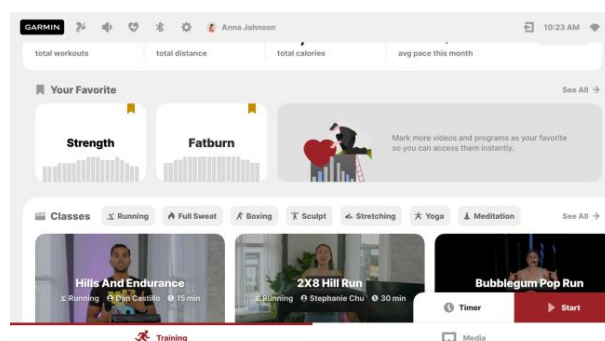 GARMIN Anna Johnson 10:23 AM
total workouts total distance total calories avg pace this month
Your Favorite See All
Strength Fatburn
Mark more videos and programs as your favorite
so you can access them instantly.
Classes Running Full Sweat Boxing Sculpt Stretching Yoga Meditation See All
Hills And Endurance 2X8 Hill Run Bubblegum Pop Run
Running Dan Castillo 15 min Running Stephanie Chu 30 min
Timer Start
Training Media